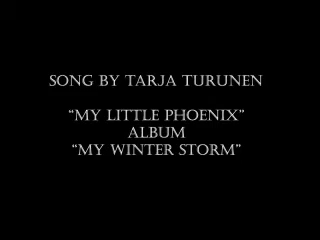 SONG BY TARJA TURUNEN
“MY LITTLE PHOENIX”
ALBUM
“MY WINTER STORM”